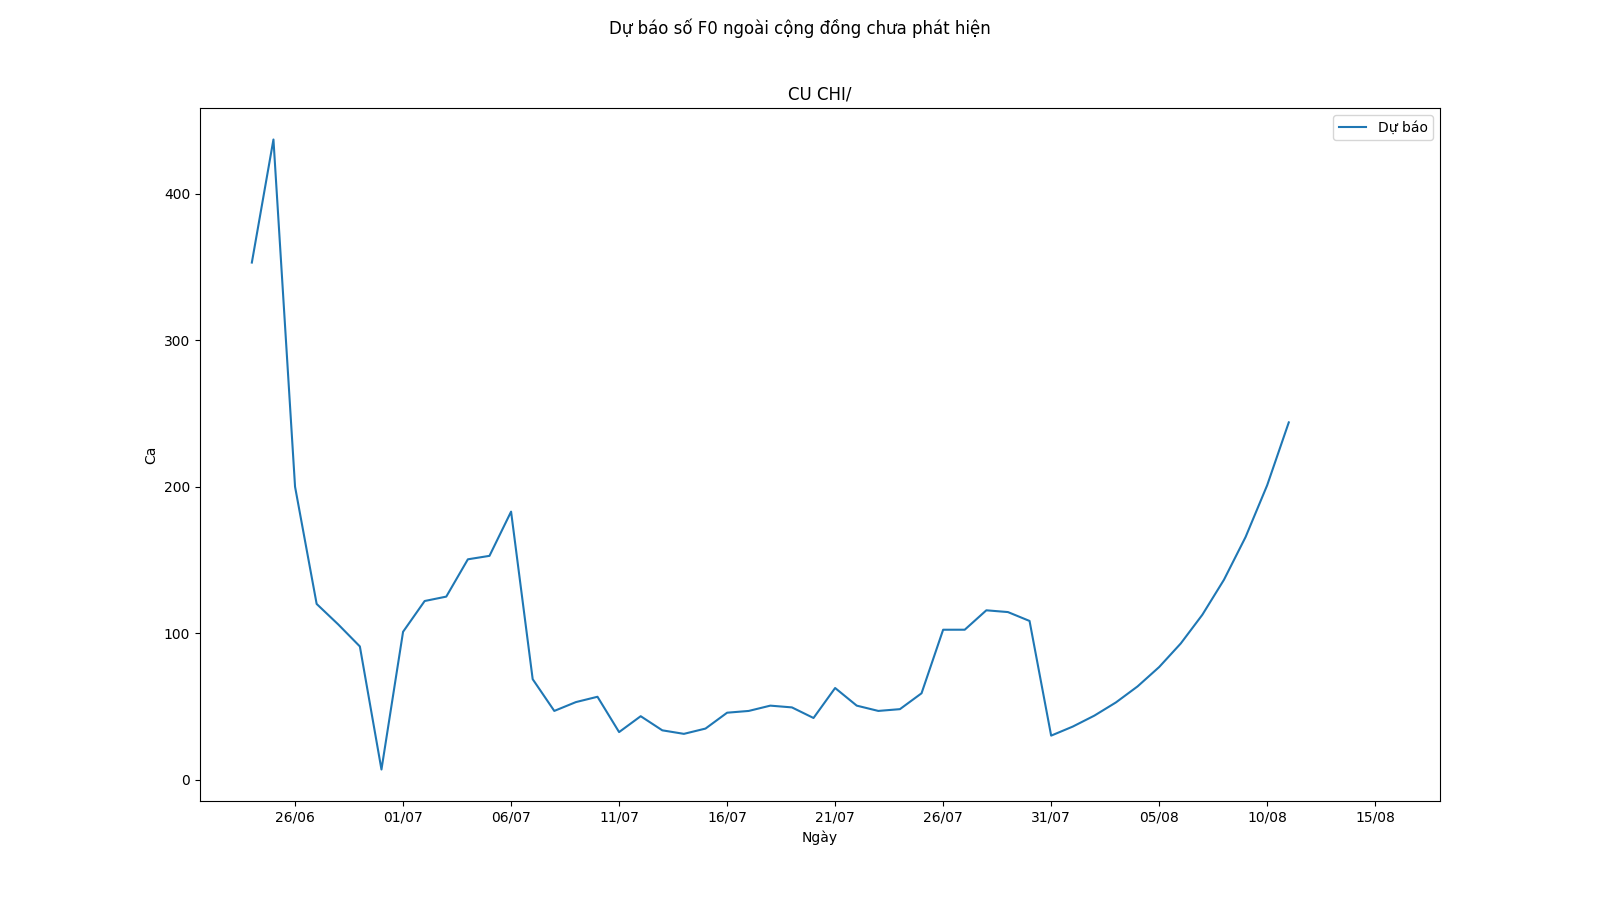 Dự báo số F0 ngoài cộng đồng chưa phát hiện
CU CHI/
Dự báo
400
300
200
100
0
Ca
26/06 01/07 06/07 11/07 16/07 21/07 26/07 31/07 05/08 10/08 15/08
Ngày